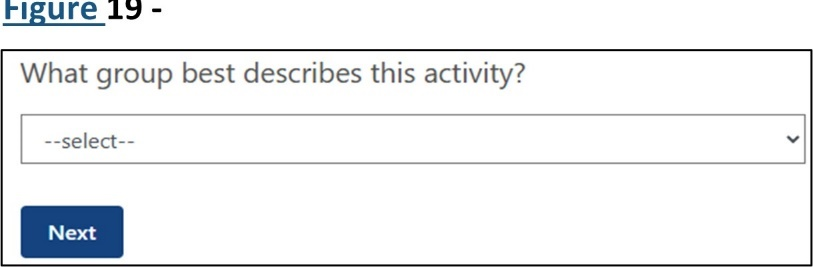 Figure 19 -
What group best describes this activity?
--select--
Next